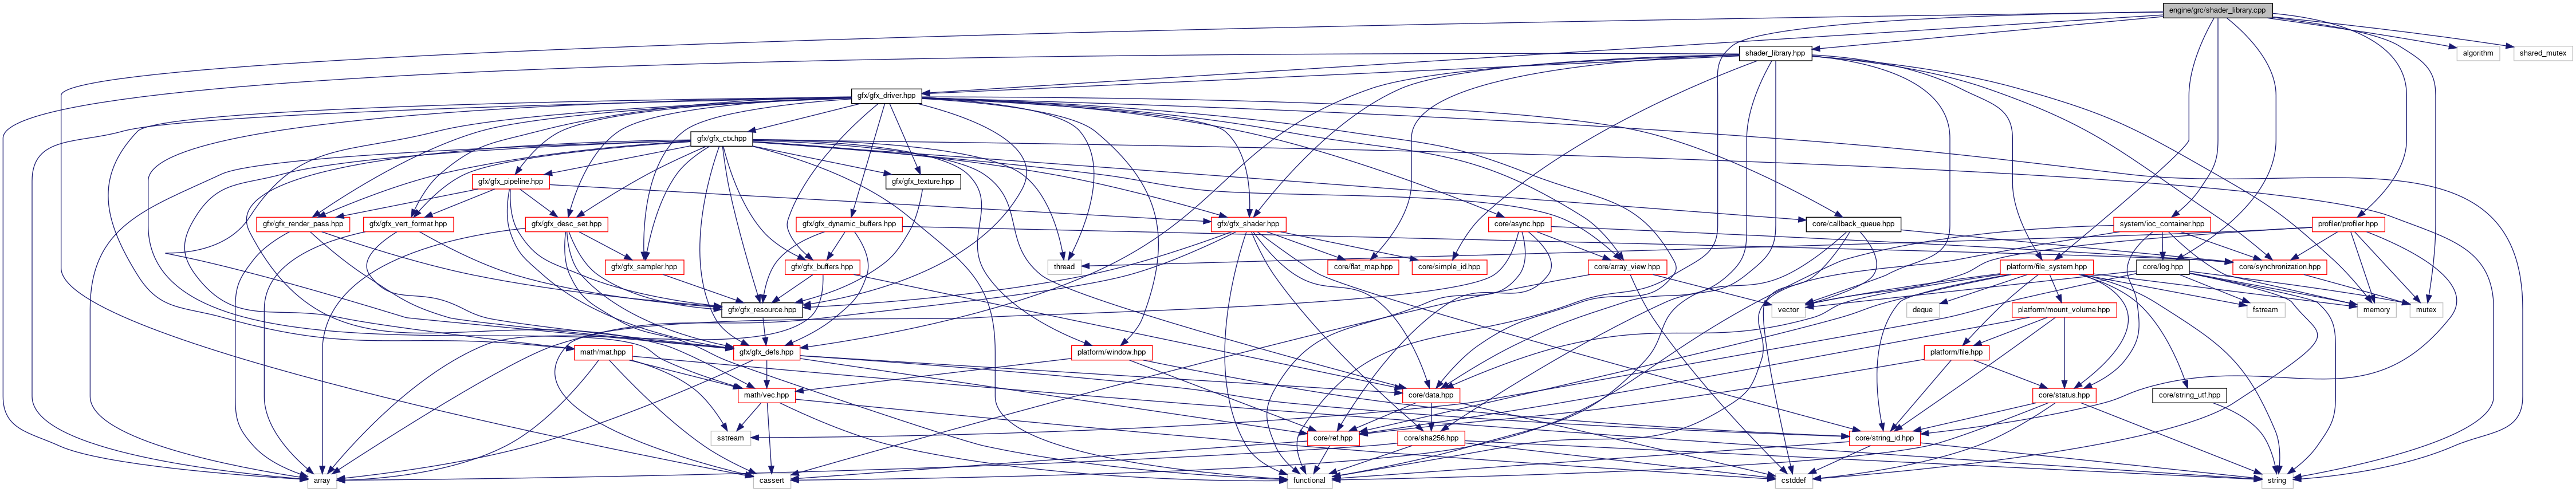 engine/grc/shader_library.cpp
shader_library.hpp
algorithm
shared_mutex
gfx/gfx_driver.hpp
gfx/gfx_ctx.hpp
gfx/gfx_pipeline.hpp
gfx/gfx_texture.hpp
gfx/gfx_render_pass.hpp
gfx/gfx_vert_format.hpp
gfx/gfx_desc_set.hpp
gfx/gfx_dynamic_buffers.hpp
gfx/gfx_shader.hpp
core/async.hpp
core/callback_queue.hpp
system/ioc_container.hpp
profiler/profiler.hpp
gfx/gfx_sampler.hpp
gfx/gfx_buffers.hpp
thread
core/flat_map.hpp
core/simple_id.hpp
core/array_view.hpp
platform/file_system.hpp
core/log.hpp
core/synchronization.hpp
gfx/gfx_resource.hpp
vector
deque
platform/mount_volume.hpp
fstream
memory
mutex
math/mat.hpp
gfx/gfx_defs.hpp
platform/window.hpp
platform/file.hpp
math/vec.hpp
core/data.hpp
core/status.hpp
core/string_utf.hpp
sstream
core/ref.hpp
core/sha256.hpp
core/string_id.hpp
array
cassert
functional
cstddef
string